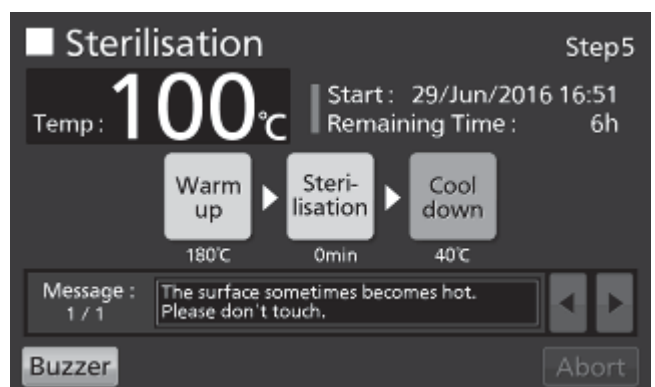 Sterilisation
Step5
Temp: 100℃
Start: 29/Jun/2016 16:51
Remaining Time: 6h
Warm
up
Steri-
lisation
Cool
down
180℃
0min
40℃
Message:
1 / 1
The surface sometimes becomes hot.
Please don't touch.
Buzzer
Abort